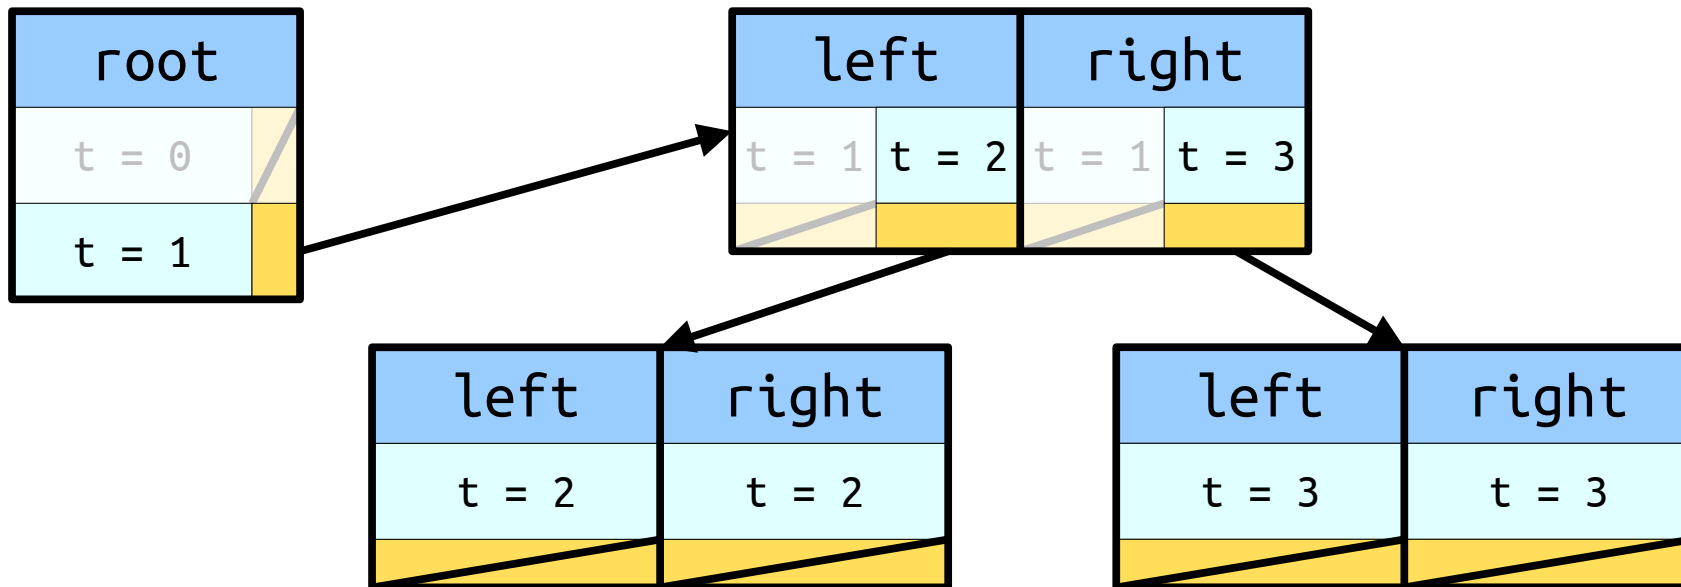 root
t = 0
t = 1
left right
t = 1 t = 2 t = 1 t = 3
left right
t = 2 t = 2
left right
t = 3 t = 3